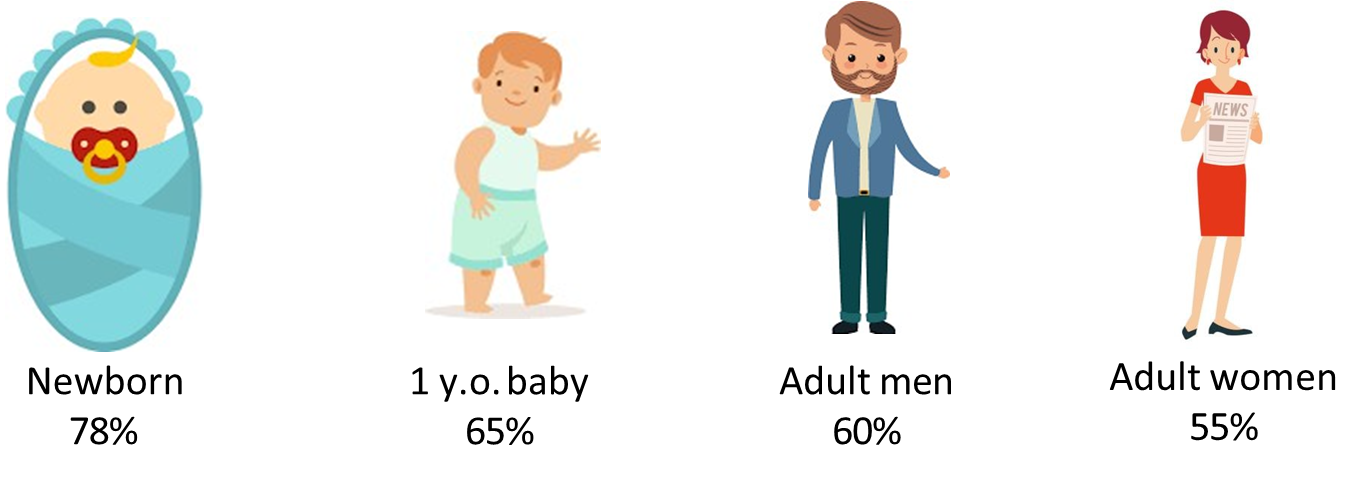 NEWS
Newborn
78%
1 y.o. baby
65%
Adult men
60%
Adult women
55%